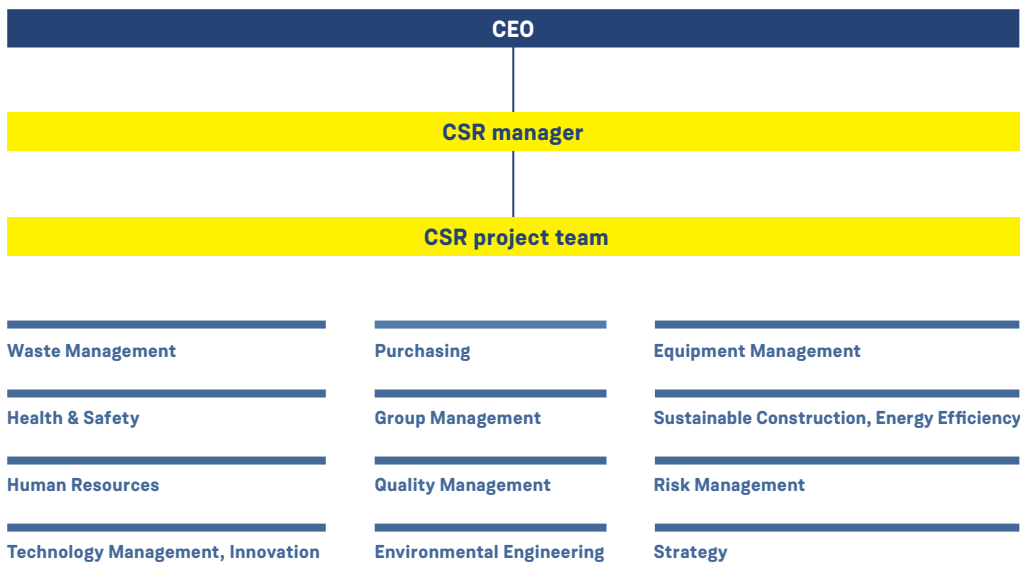 CEO
CSR manager
CSR project team
Waste Management
Purchasing
Equipment Management
Health & Safety
Group Management
Sustainable Construction, Energy Efficiency
Human Resources
Quality Management
Risk Management
Technology Management, Innovation
Environmental Engineering
Strategy